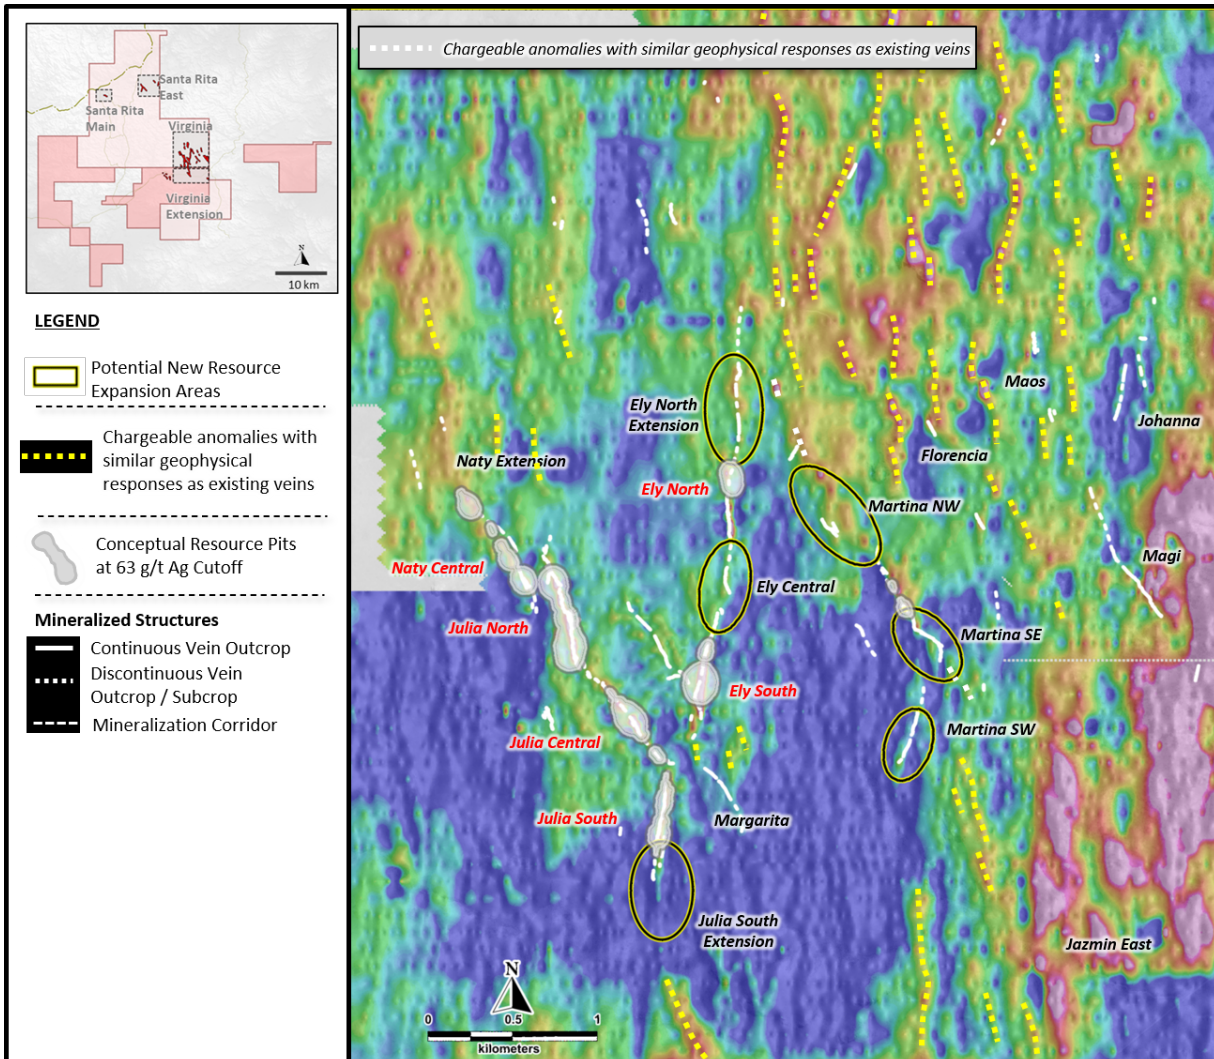 Santa Rita
East
Santa Rita
Main
Virginia
Virginia
Extension
N
10 km
LEGEND
Potential New Resource
Expansion Areas
Chargeable anomalies with
similar geophysical
responses as existing veins
Conceptual Resource Pits
at 63 g/t Ag Cutoff
Mineralized Structures
Continuous Vein Outcrop
Discontinuous Vein
Outcrop / Subcrop
Mineralization Corridor
Chargeable anomalies with similar geophysical responses as existing veins
Maos
Ely North
Extension
Johanna
Naty Extension
Florencia
Ely North
Martina NW
Magi
Naty Central
Ely Central
Julia North
Martina SE
Ely South
Martina SW
Julia Central
Julia South
Margarita
Julia South
Extension
Jazmin East
N
0 0.5 1
kilometers